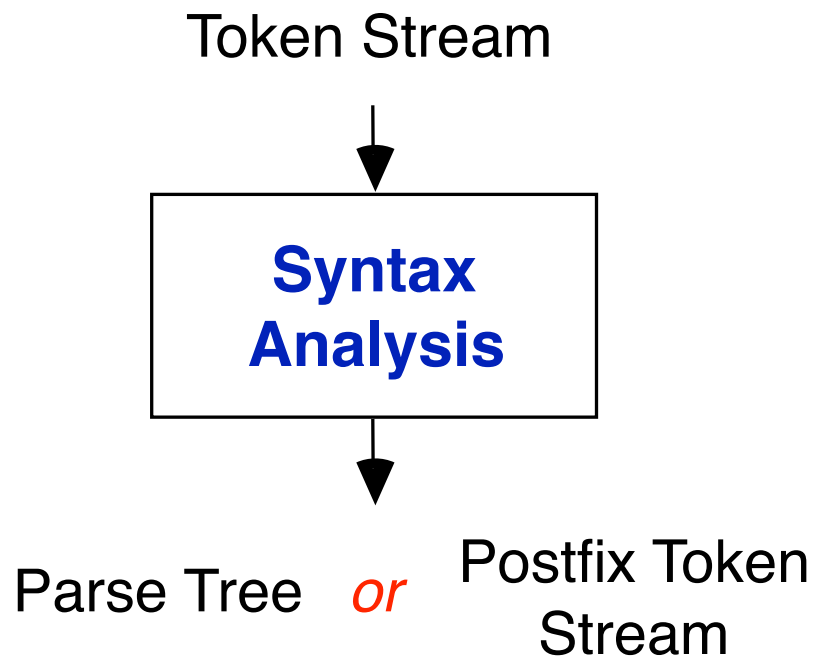 Token Stream
Syntax
Analysis
Parse Tree or Postfix Token
Stream